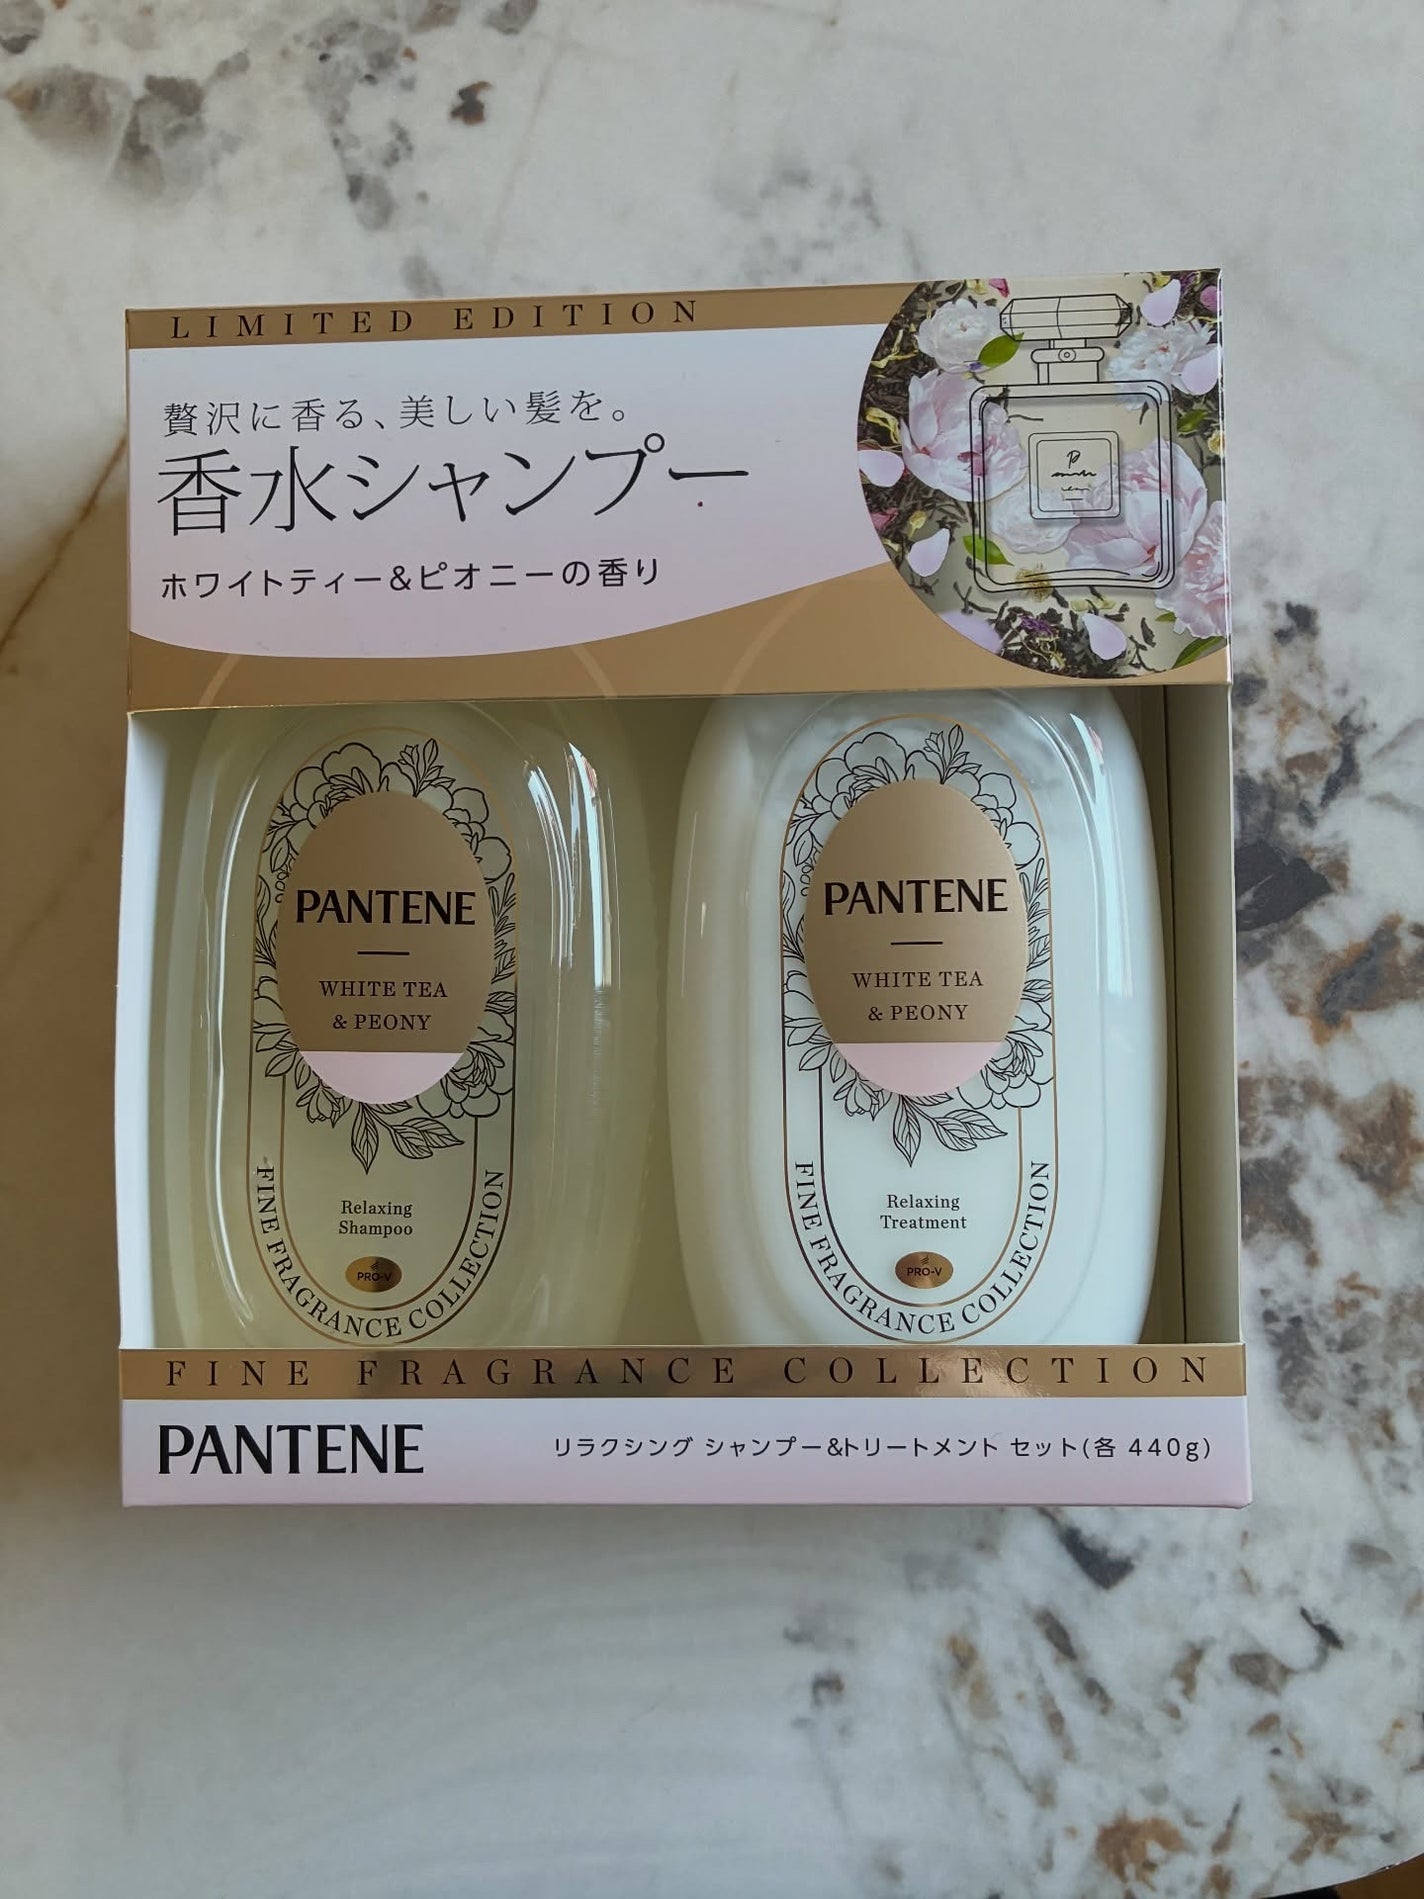 LIMITED EDITION
贅沢に香る、美しい髪を。
香水シャンプー
ホワイトティー&ピオニーの香り
PANTENE
WHITE TEA
& PEONY
Relaxing
Shampoo
PRO-V
FINE FRAGRANCE COLLECTION
PANTENE
WHITE TEA
& PEONY
Relaxing
Treatment
PRO-V
FINE FRAGRANCE COLLECTION
FINE FRAGRANCE COLLECTION
PANTENE
リラクシング シャンプー&トリートメント セット(各 440g)